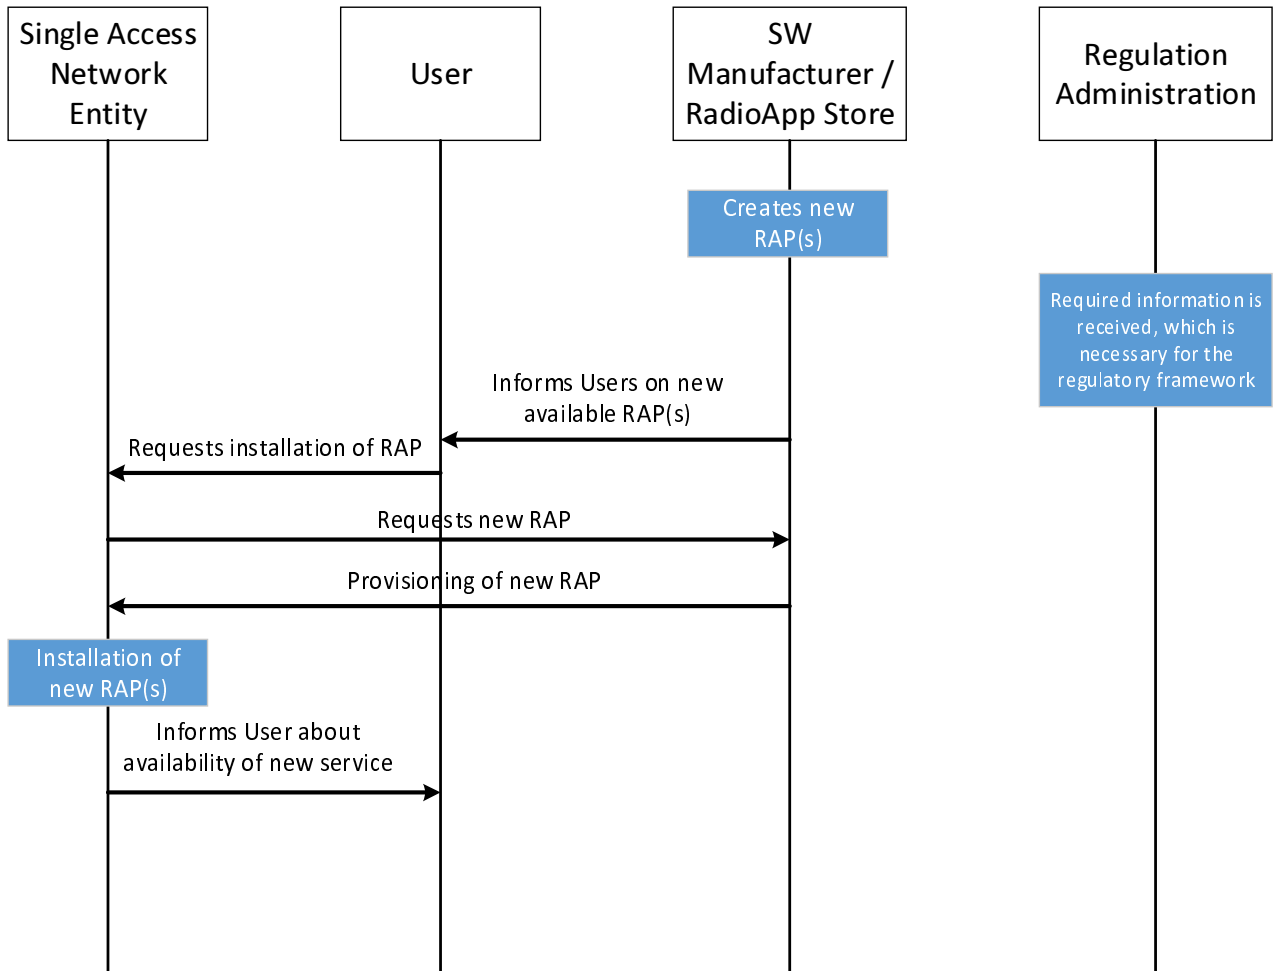 Single Access
Network
Entity
User
SW
Manufacturer /
RadioApp Store
Regulation
Administration
Creates new
RAP(s)
Required information is
received, which is
necessary for the
regulatory framework
Informs Users on new
available RAP(s)
Requests installation of RAP
Requests new RAP
Provisioning of new RAP
Installation of
new RAP(s)
Informs User about
availability of new service